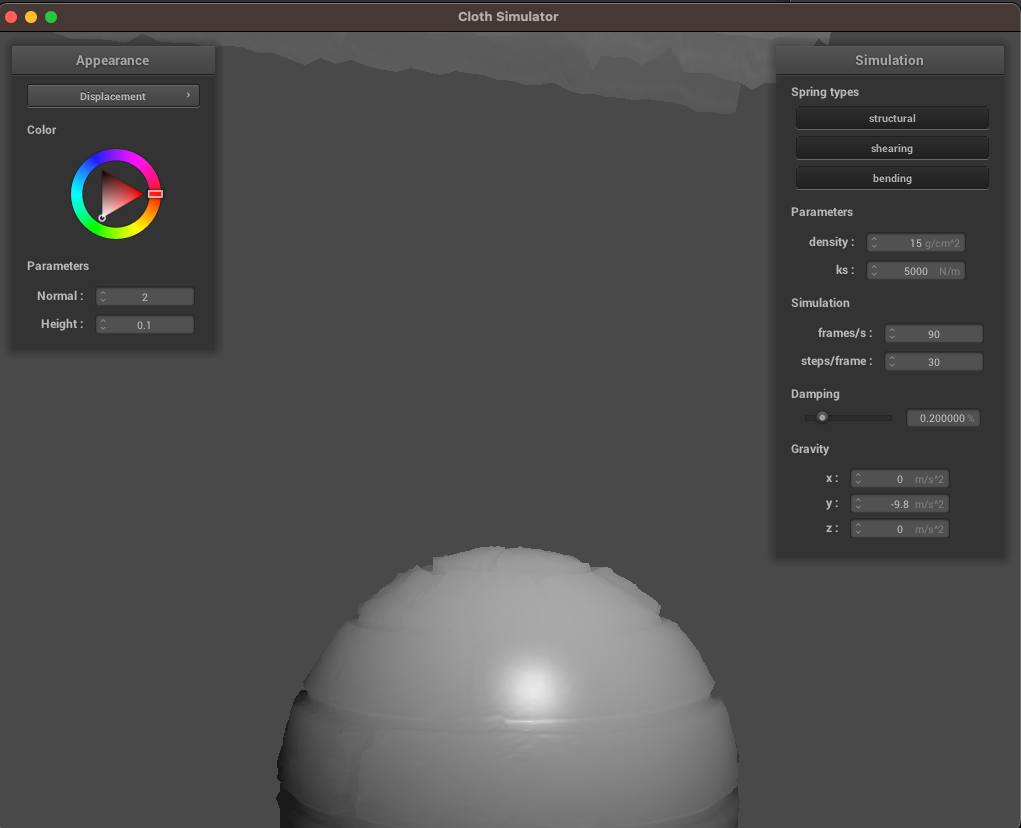 Cloth Simulator
Appearance
Displacement
Color
Parameters
Normal : 2
Height : 0.1
Simulation
Spring types
structural
shearing
bending
Parameters
density : 15 g/cm^2
ks : 5000 N/m
Simulation
frames/s : 90
steps/frame : 30
Damping
0.200000 %
Gravity
x : 0 m/s^2
y : -9.8 m/s^2
z : 0 m/s^2